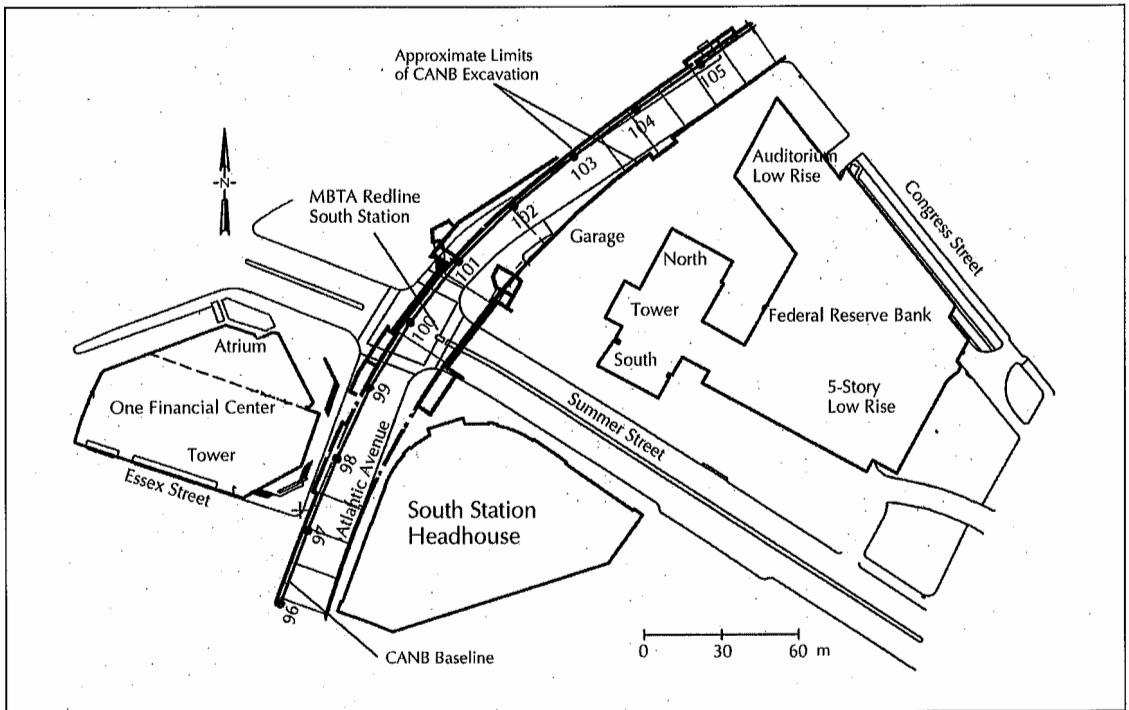 Approximate Limits
of CANB Excavation
105
104
103
102
101
100
99
98
97
96
-N-
MBTA Redline
South Station
Auditorium
Low Rise
Congress Street
Garage
North
Tower
South
Federal Reserve Bank
5-Story
Low Rise
Atrium
One Financial Center
Tower
Essex Street
Atlantic Avenue
Summer Street
South Station
Headhouse
CANB Baseline
0 30 60 m